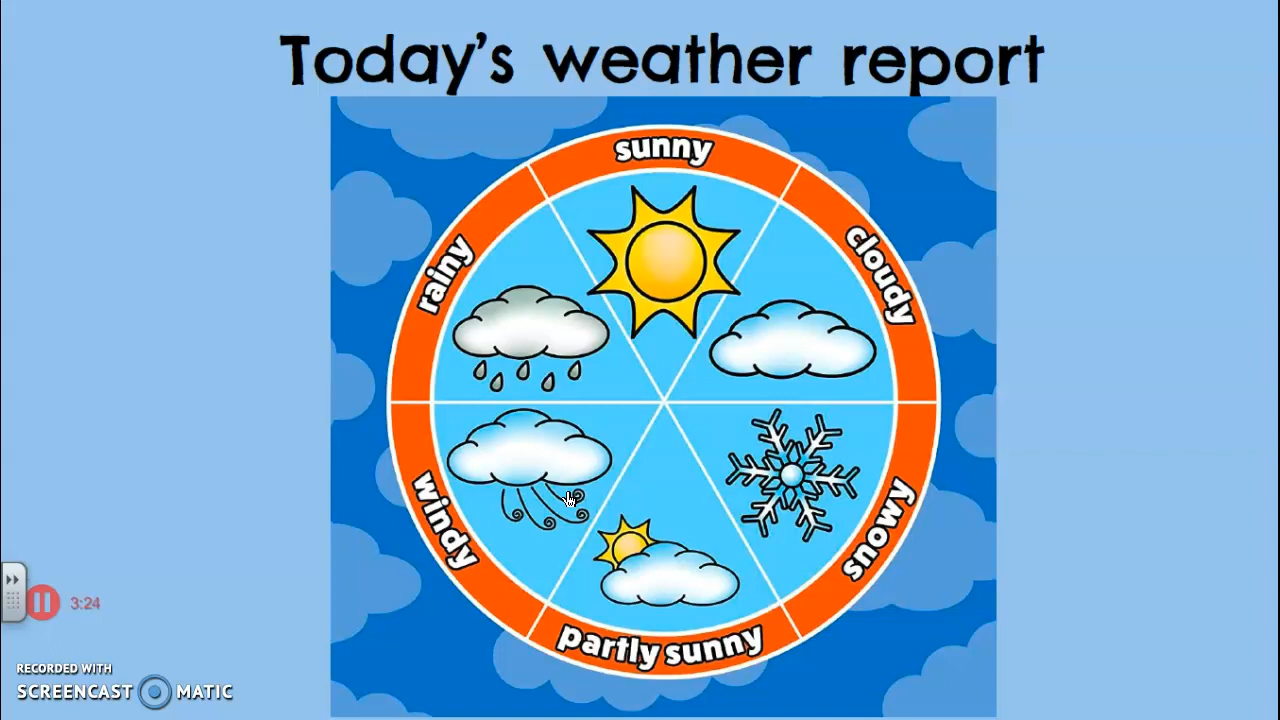 Today's weather report
sunny
rainy
cloudy
windy
snowy
partly sunny
3:24
RECORDED WITH
SCREENCAST MATIC